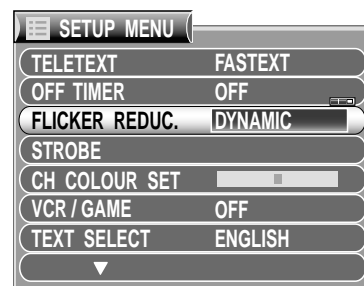 SETUP MENU
TELETEXT FASTEXT
OFF TIMER OFF
FLICKER REDUC. DYNAMIC
STROBE
CH COLOUR SET
VCR / GAME OFF
TEXT SELECT ENGLISH